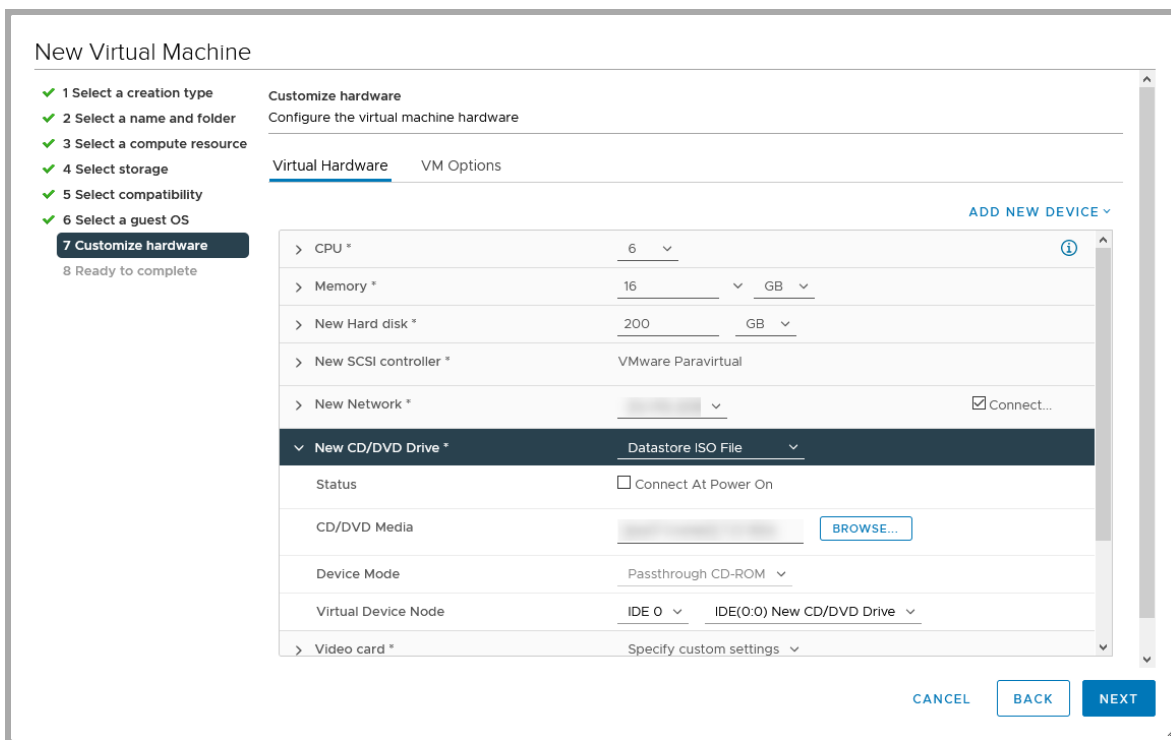 New Virtual Machine
1 Select a creation type
2 Select a name and folder
3 Select a compute resource
4 Select storage
5 Select compatibility
6 Select a guest OS
7 Customize hardware
8 Ready to complete
Customize hardware
Configure the virtual machine hardware
Virtual Hardware VM Options
ADD NEW DEVICE
CPU * 6
Memory * 16 GB
New Hard disk * 200 GB
New SCSI controller * VMware Paravirtual
New Network * Connect...
New CD/DVD Drive * Datastore ISO File
Status Connect At Power On
CD/DVD Media BROWSE...
Device Mode Passthrough CD-ROM
Virtual Device Node IDE 0 IDE(0:0) New CD/DVD Drive
Video card * Specify custom settings
CANCEL BACK NEXT